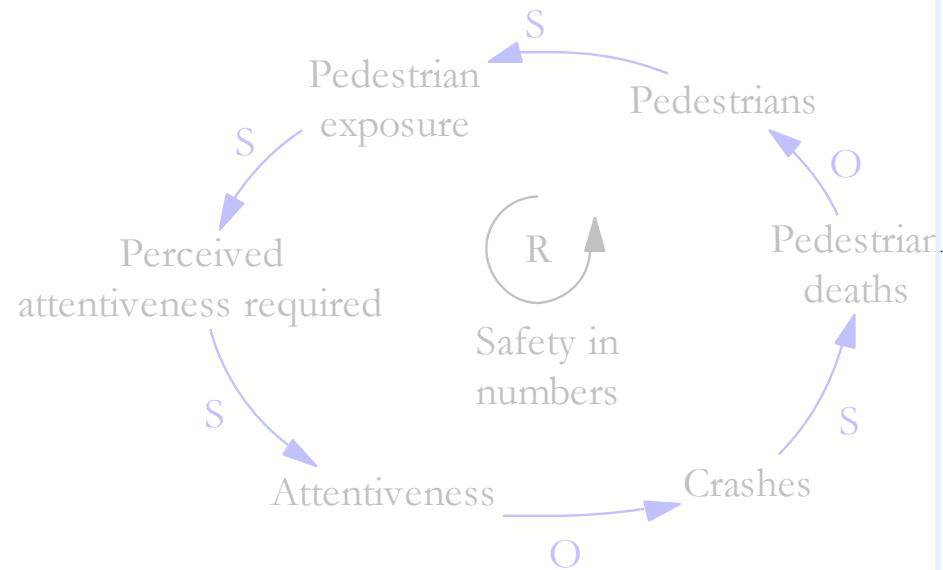 S
Pedestrian
exposure
Pedestrians
S
O
Perceived
attentiveness required
R
Pedestrian
deaths
Safety in
numbers
S
S
Attentiveness
Crashes
O